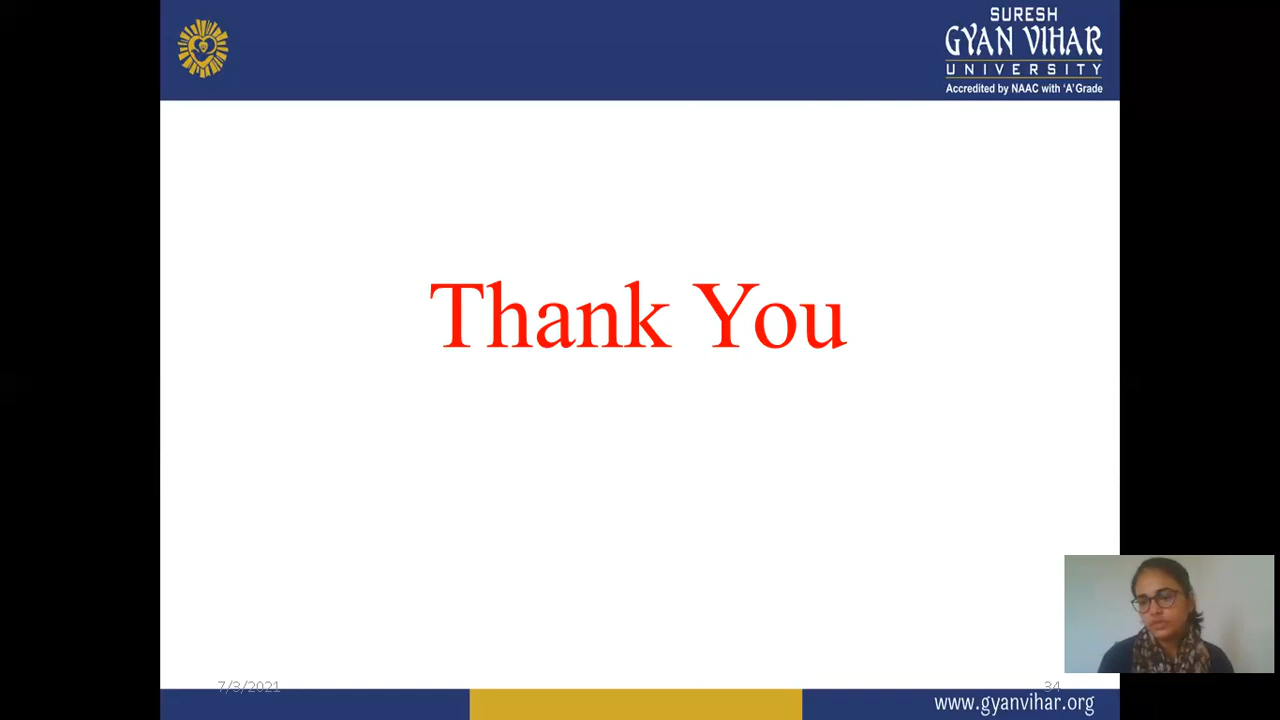 SURESH
GYAN VIHAR
UNIVERSITY
Accredited by NAAC with 'A' Grade
Thank You
7/3/2021
34
www.gyanvihar.org